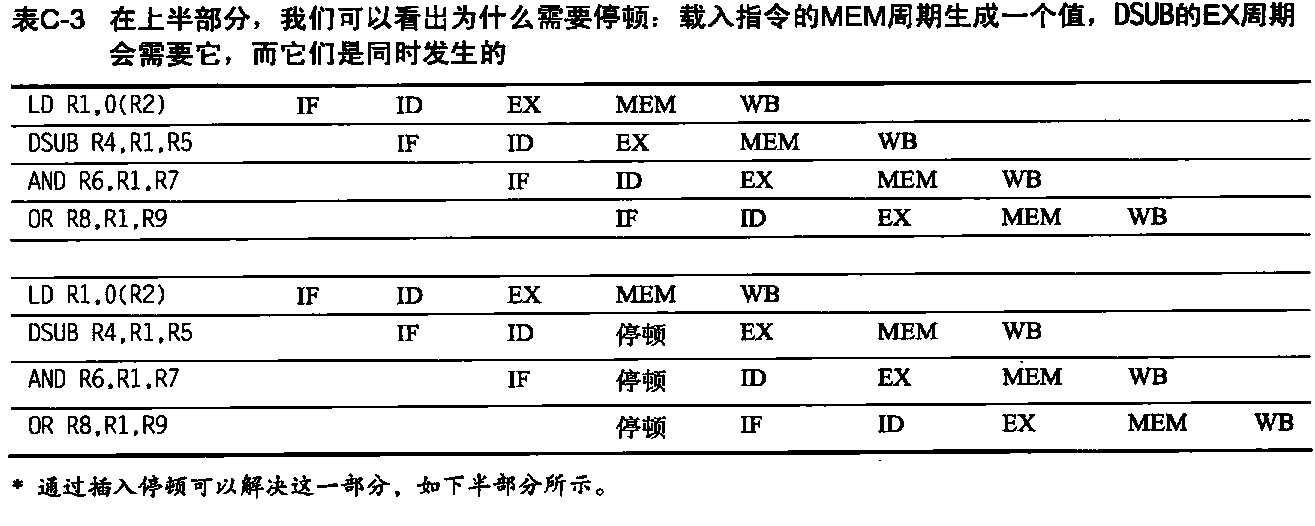 表C-3 在上半部分，我们可以看出为什么需要停顿：载入指令的MEM周期生成一个值，DSUB的EX周期
会需要它，而它们是同时发生的
LD R1,0(R2) IF ID EX MEM WB
DSUB R4,R1,R5 IF ID EX MEM WB
AND R6,R1,R7 IF ID EX MEM WB
OR R8,R1,R9 IF ID EX MEM WB
LD R1,0(R2) IF ID EX MEM WB
DSUB R4,R1,R5 IF ID 停顿 EX MEM WB
AND R6,R1,R7 IF 停顿 ID EX MEM WB
OR R8,R1,R9 停顿 IF ID EX MEM WB
* 通过插入停顿可以解决这一部分，如下半部分所示。